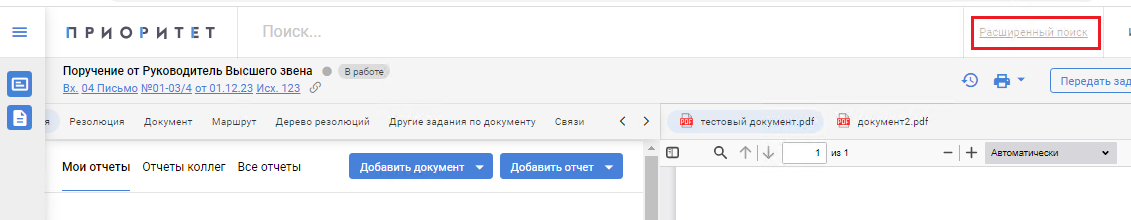 ПРИОРИТЕТ Поиск... Расширенный поиск
Поручение от Руководитель Высшего звена В работе
Вх. 04 Письмо №01-03/4 от 01.12.23 Исх. 123 Передать зад
Резолюция Документ Маршрут Дерево резолюций Другие задания по документу Связи тестовый документ.pdf документ2.pdf
Мои отчеты Отчеты коллег Все отчеты Добавить документ Добавить отчет 1 из 1 Автоматически